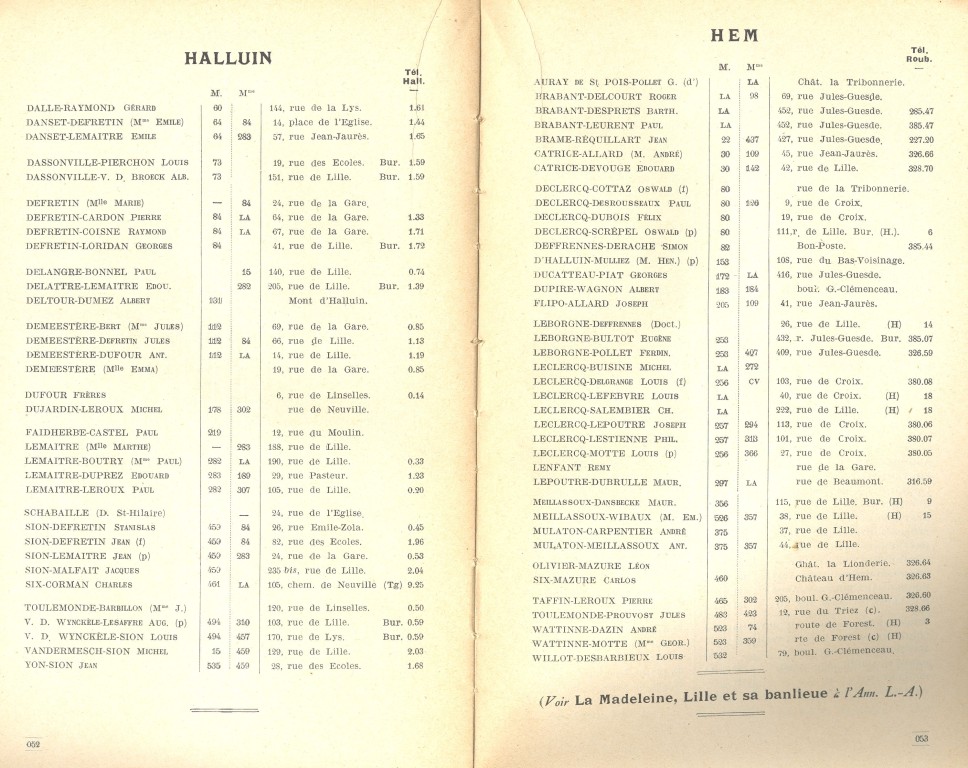 HALLUIN
Tél.
Hall.
M. Mme
DALLE-RAYMOND GÉRARD 60 144, rue de la Lys. 1.61
DANSET-DEFRETIN (Mme EMILE) 64 84 14, place de l'Eglise. 1.44
DANSET-LEMAITRE EMILE 64 283 57, rue Jean-Jaurès. 1.65
DASSONVILLE-PIERCHON LOUIS 73 19, rue des Ecoles. Bur. 1.59
DASSONVILLE-V. D. BROECK ALB. 73 151, rue de Lille. Bur. 1.59
DEFRETIN (Mlle MARIE) — 84 24, rue de la Gare.
DEFRETIN-CARDON PIERRE 84 LA 64, rue de la Gare. 1.33
DEFRETIN-COISNE RAYMOND 84 LA 67, rue de la Gare. 1.71
DEFRETIN-LORIDAN GEORGES 84 41, rue de Lille. Bur. 1.72
DELANGRE-BONNEL PAUL 15 140, rue de Lille. 0.74
DELATTRE-LEMAITRE EDOU. 282 205, rue de Lille. Bur. 1.39
DELTOUR-DUMEZ ALBERT Mont d'Halluin.
DEMEESTÈRE-BERT (Mme JULES) 112 69, rue de la Gare. 0.85
DEMEESTÈRE-DEFRETIN JULES 112 84 66, rue de Lille. 1.13
DEMEESTÈRE-DUFOUR ANT. 112 LA 14, rue de Lille. 1.19
DEMEESTÈRE (Mlle EMMA) 19, rue de la Gare. 0.85
DUFOUR FRÈRES 6, rue de Linselles. 0.14
DUJARDIN-LEROUX MICHEL 178 302 rue de Neuville.
FAIDHERBE-CASTEL PAUL 219 12, rue du Moulin.
LEMAITRE (Mlle MARTHE) — 283 188, rue de Lille.
LEMAITRE-BOUTRY (Mme PAUL) 282 LA 190, rue de Lille. 0.33
LEMAITRE-DUPREZ EDOUARD 283 189 29, rue Pasteur. 1.23
LEMAITRE-LEROUX PAUL 282 307 105, rue de Lille. 0.20
SCHABAILLE (D. St-Hilaire) — 24, rue de l'Eglise.
SION-DEFRETIN STANISLAS 459 84 26, rue Emile-Zola. 0.45
SION-DEFRETIN JEAN (f) 459 84 82, rue des Ecoles. 1.96
SION-LEMAITRE JEAN (p) 459 283 24, rue de la Gare. 0.53
SION-MALFAIT JACQUES 459 235 bis, rue de Lille. 2.04
SIX-CORMAN CHARLES 461 LA 105, chem. de Neuville (Tg) 9.25
TOULEMONDE-BARBILLON (Mme J.) 120, rue de Linselles. 0.50
V. D. WYNCKÈLE-LESAFFRE AUG. (p) 494 350 103, rue de Lille. Bur. 0.59
V. D. WYNCKÈLE-SION LOUIS 494 457 170, rue de Lys. Bur. 0.59
VANDERMESCH-SION MICHEL 15 459 129, rue de Lille. 2.03
YON-SION JEAN 535 459 28, rue des Ecoles. 1.68
052
HEM
Tél.
Roub.
M. Mme
AURAY DE St POIS-POLLET G. (d') LA Chât. la Tribonnerie.
BRABANT-DELCOURT ROGER LA 98 69, rue Jules-Guesde.
BRABANT-DESPRETS BARTH. LA 452, rue Jules-Guesde. 285.47
BRABANT-LEURENT PAUL LA 452, rue Jules-Guesde. 385.47
BRAME-RÉQUILLART JEAN 22 437 427, rue Jules-Guesde. 227.20
CATRICE-ALLARD (M. ANDRÉ) 30 109 45, rue Jean-Jaurès. 326.66
CATRICE-DEVOUGE EDOUARD 30 142 42, rue de Lille. 328.70
DECLERCQ-COTTAZ OSWALD (f) 80 rue de la Tribonnerie.
DECLERCQ-DESROUSSEAUX PAUL 80 126 9, rue de Croix.
DECLERCQ-DUBOIS FÉLIX 80 19, rue de Croix.
DECLERCQ-SCRÉPEL OSWALD (p) 80 111, r. de Lille. Bur. (H.) 6
DEFFRENNES-DERACHE SIMON 82 Bon-Poste. 385.44
D'HALLUIN-MULLIEZ (M. HEN.) (p) 153 108, rue du Bas-Voisinage.
DUCATTEAU-PIAT GEORGES 172 LA 416, rue Jules-Guesde.
DUPIRE-WAGNON ALBERT 183 184 boul. G.-Clémenceau.
FLIPO-ALLARD JOSEPH 205 109 41, rue Jean-Jaurès.
LEBORGNE-DEFFRENNES (Doct.) 26, rue de Lille. (H) 14
LEBORGNE-BULTOT EUGÈNE 253 432, r. Jules-Guesde. Bur. 385.07
LEBORGNE-POLLET FERDIN. 253 407 409, rue Jules-Guesde. 326.59
LECLERCQ-BUISINE MICHEL LA 272
LECLERCQ-DELGRANGE LOUIS (f) 256 CV 103, rue de Croix. 380.08
LECLERCQ-LEFEBVRE LOUIS LA 40, rue de Croix. (H) 18
LECLERCQ-SALEMBIER CH. LA 222, rue de Lille. (H) 18
LECLERCQ-LEPOUTRE JOSEPH 257 294 113, rue de Croix. 380.06
LECLERCQ-LESTIENNE PHIL. 257 313 101, rue de Croix. 380.07
LECLERCQ-MOTTE LOUIS (p) 256 366 27, rue de Croix. 380.05
LENFANT REMY rue de la Gare.
LEPOUTRE-DUBRULLE MAUR. 297 LA rue de Beaumont. 316.59
MEILLASSOUX-DANSBECKE MAUR. 356 115, rue de Lille. Bur. (H) 9
MEILLASSOUX-WIBAUX (M. EM.) 526 357 38, rue de Lille. (H) 15
MULATON-CARPENTIER ANDRÉ 375 37, rue de Lille.
MULATON-MEILLASSOUX ANT. 375 357 44, rue de Lille.
OLIVIER-MAZURE LÉON Chât. la Lionderie. 326.64
SIX-MAZURE CARLOS 460 Château d'Hem. 326.63
TAFFIN-LEROUX PIERRE 465 302 205, boul. G.-Clémenceau. 326.60
TOULEMONDE-PROUVOST JULES 483 423 12, rue du Triez (c). 328.06
WATTINNE-DAZIN ANDRÉ 523 74 route de Forest. (H) 3
WATTINNE-MOTTE (Mme GEOR.) 523 359 rte de Forest (c) (H)
WILLOT-DESBARBIEUX LOUIS 532 79, boul. G.-Clémenceau.
(Voir La Madeleine, Lille et sa banlieue à l'Ann. L.-A.)
053